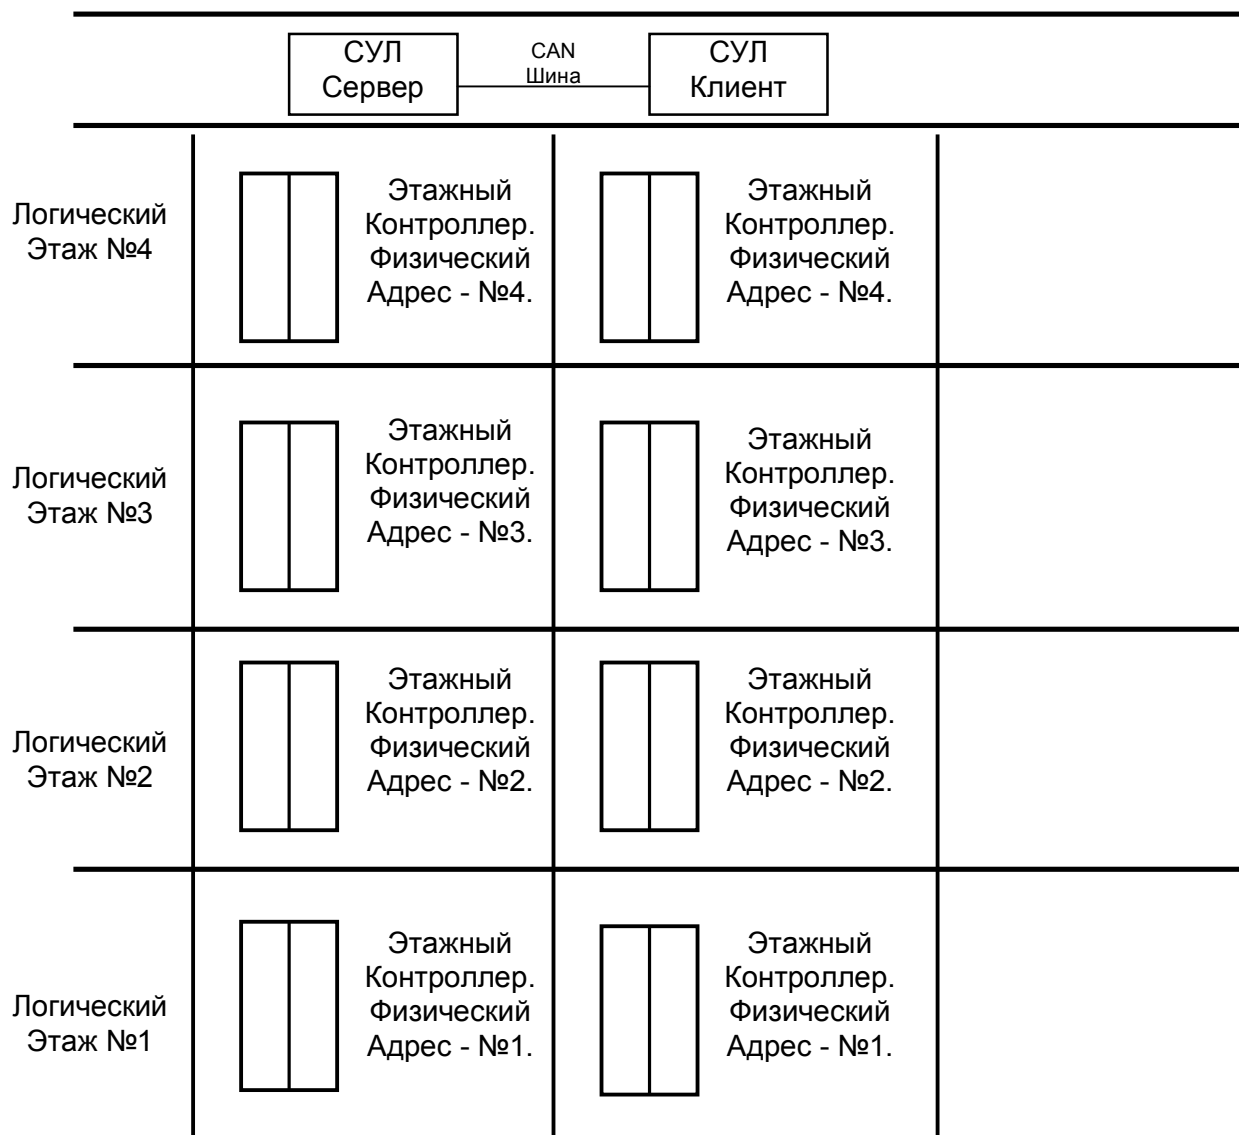 СУЛ
Сервер
CAN
Шина
СУЛ
Клиент
Логический
Этаж №4
Этажный
Контроллер.
Физический
Адрес - №4.
Этажный
Контроллер.
Физический
Адрес - №4.
Логический
Этаж №3
Этажный
Контроллер.
Физический
Адрес - №3.
Этажный
Контроллер.
Физический
Адрес - №3.
Логический
Этаж №2
Этажный
Контроллер.
Физический
Адрес - №2.
Этажный
Контроллер.
Физический
Адрес - №2.
Логический
Этаж №1
Этажный
Контроллер.
Физический
Адрес - №1.
Этажный
Контроллер.
Физический
Адрес - №1.